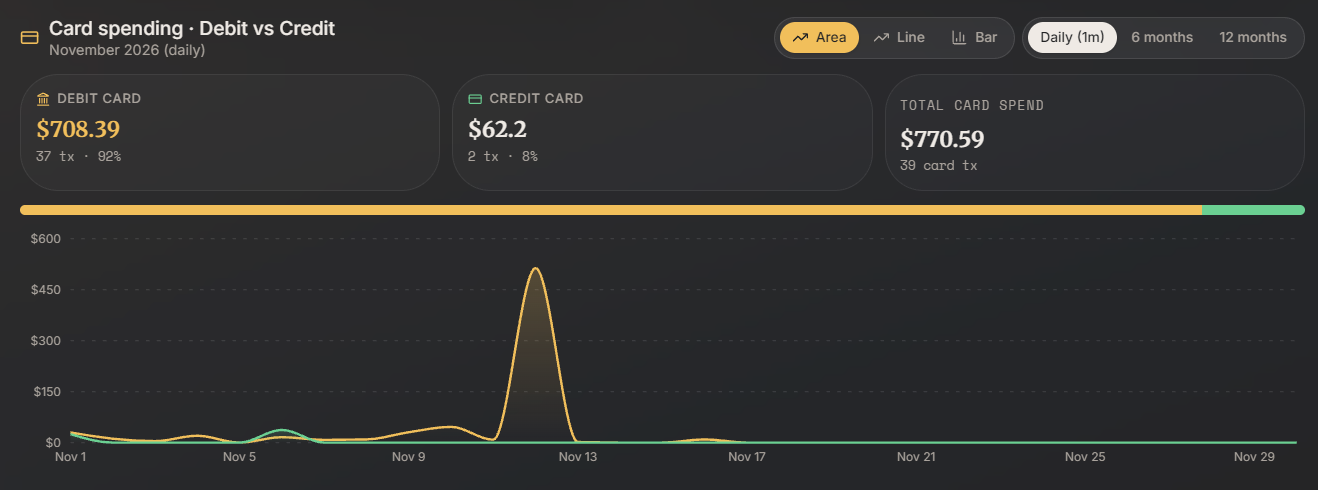 Card spending · Debit vs Credit
November 2026 (daily)
Area
Line
Bar
Daily (1m)
6 months
12 months
DEBIT CARD
$708.39
37 tx · 92%
CREDIT CARD
$62.2
2 tx · 8%
TOTAL CARD SPEND
$770.59
39 card tx
$600
$450
$300
$150
$0
Nov 1
Nov 5
Nov 9
Nov 13
Nov 17
Nov 21
Nov 25
Nov 29